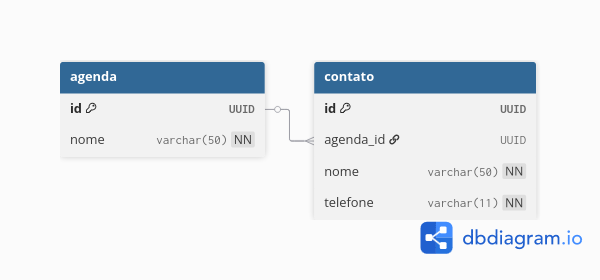 agenda
id UUID
nome varchar(50) NN
contato
id UUID
agenda_id UUID
nome varchar(50) NN
telefone varchar(11) NN
dbdiagram.io